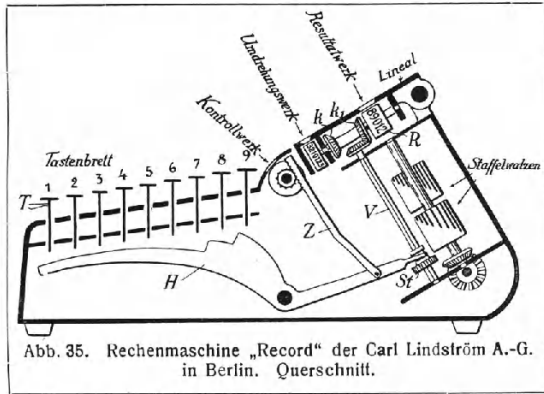 Resultatwerk
Umdrehungswerk
Lineal
Kontrollwerk
k k₁
89012
R
Tastenbrett
1 2 3 4 5 6 7 8 9
Staffelwalzen
T
V
Z
H
St
Abb. 35. Rechenmaschine „Record“ der Carl Lindström A.-G.
in Berlin. Querschnitt.